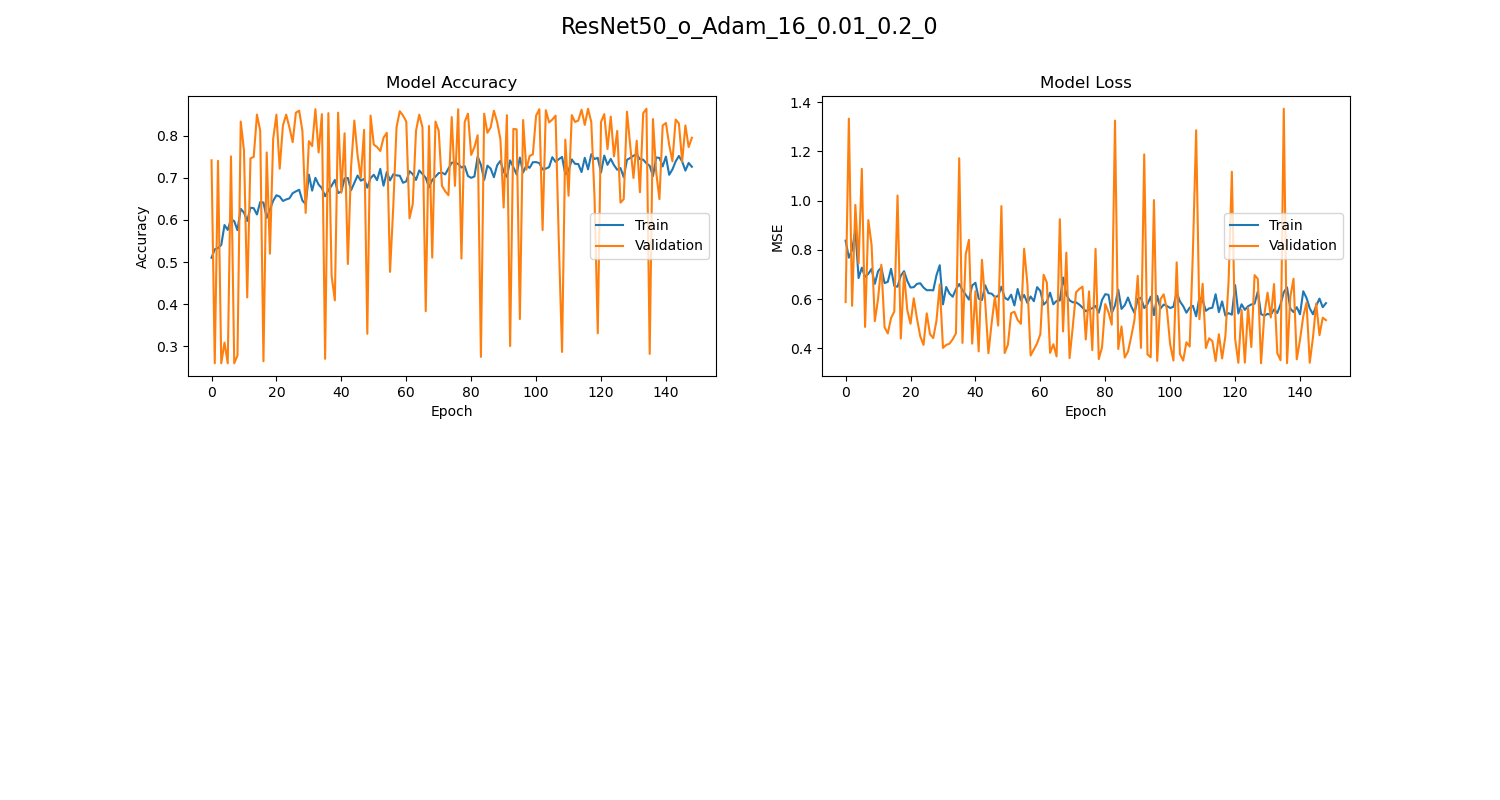 ResNet50_o_Adam_16_0.01_0.2_0
Model Accuracy
Accuracy
0.8
0.7
0.6
0.5
0.4
0.3
Train
Validation
0 20 40 60 80 100 120 140
Epoch
Model Loss
MSE
1.4
1.2
1.0
0.8
0.6
0.4
Train
Validation
0 20 40 60 80 100 120 140
Epoch